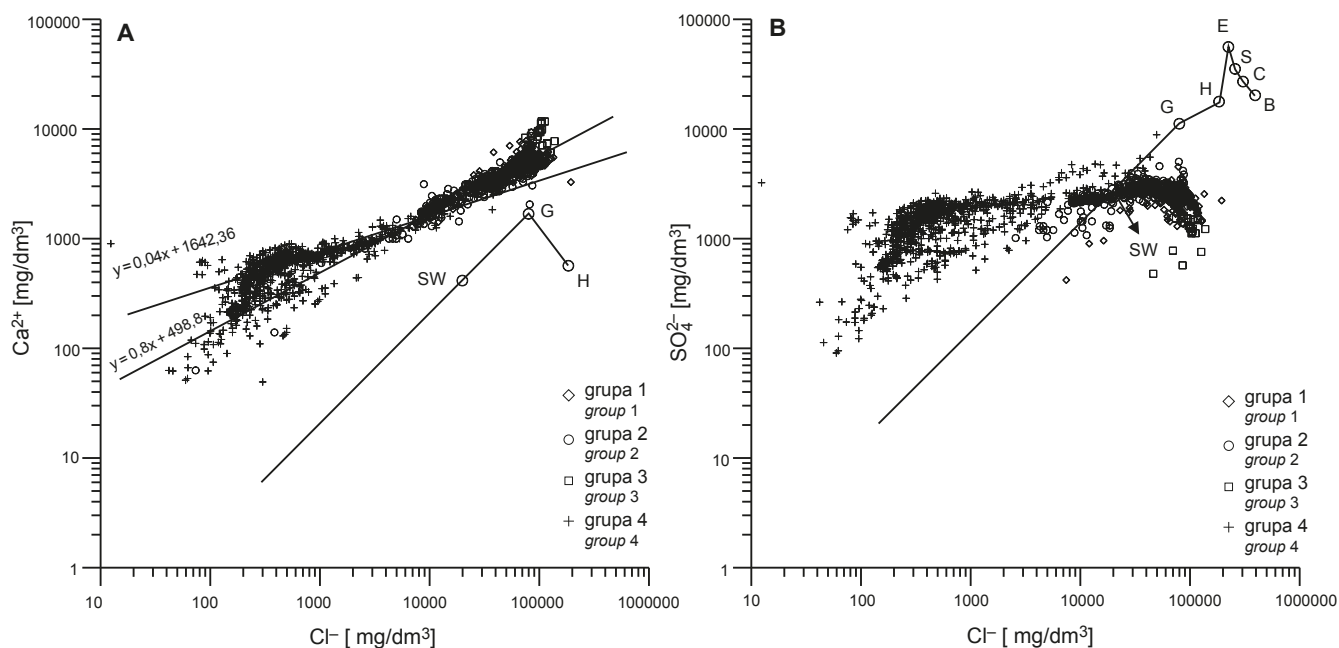 A
100000
10000
1000
100
10
1
Ca²⁺ [mg/dm³]
y=0,04x + 1642,36
y=0,8x + 498,8
SW
G
H
grupa 1
group 1
grupa 2
group 2
grupa 3
group 3
grupa 4
group 4
10 100 1000 10000 100000 1000000
Cl⁻ [ mg/dm³]
B
100000
100000
1000
100
10
1
SO₄²⁻ [mg/dm³]
E
S
C
B
H
G
SW
grupa 1
group 1
grupa 2
group 2
grupa 3
group 3
grupa 4
group 4
10 100 1000 10000 100000 1000000
Cl⁻ [ mg/dm³]